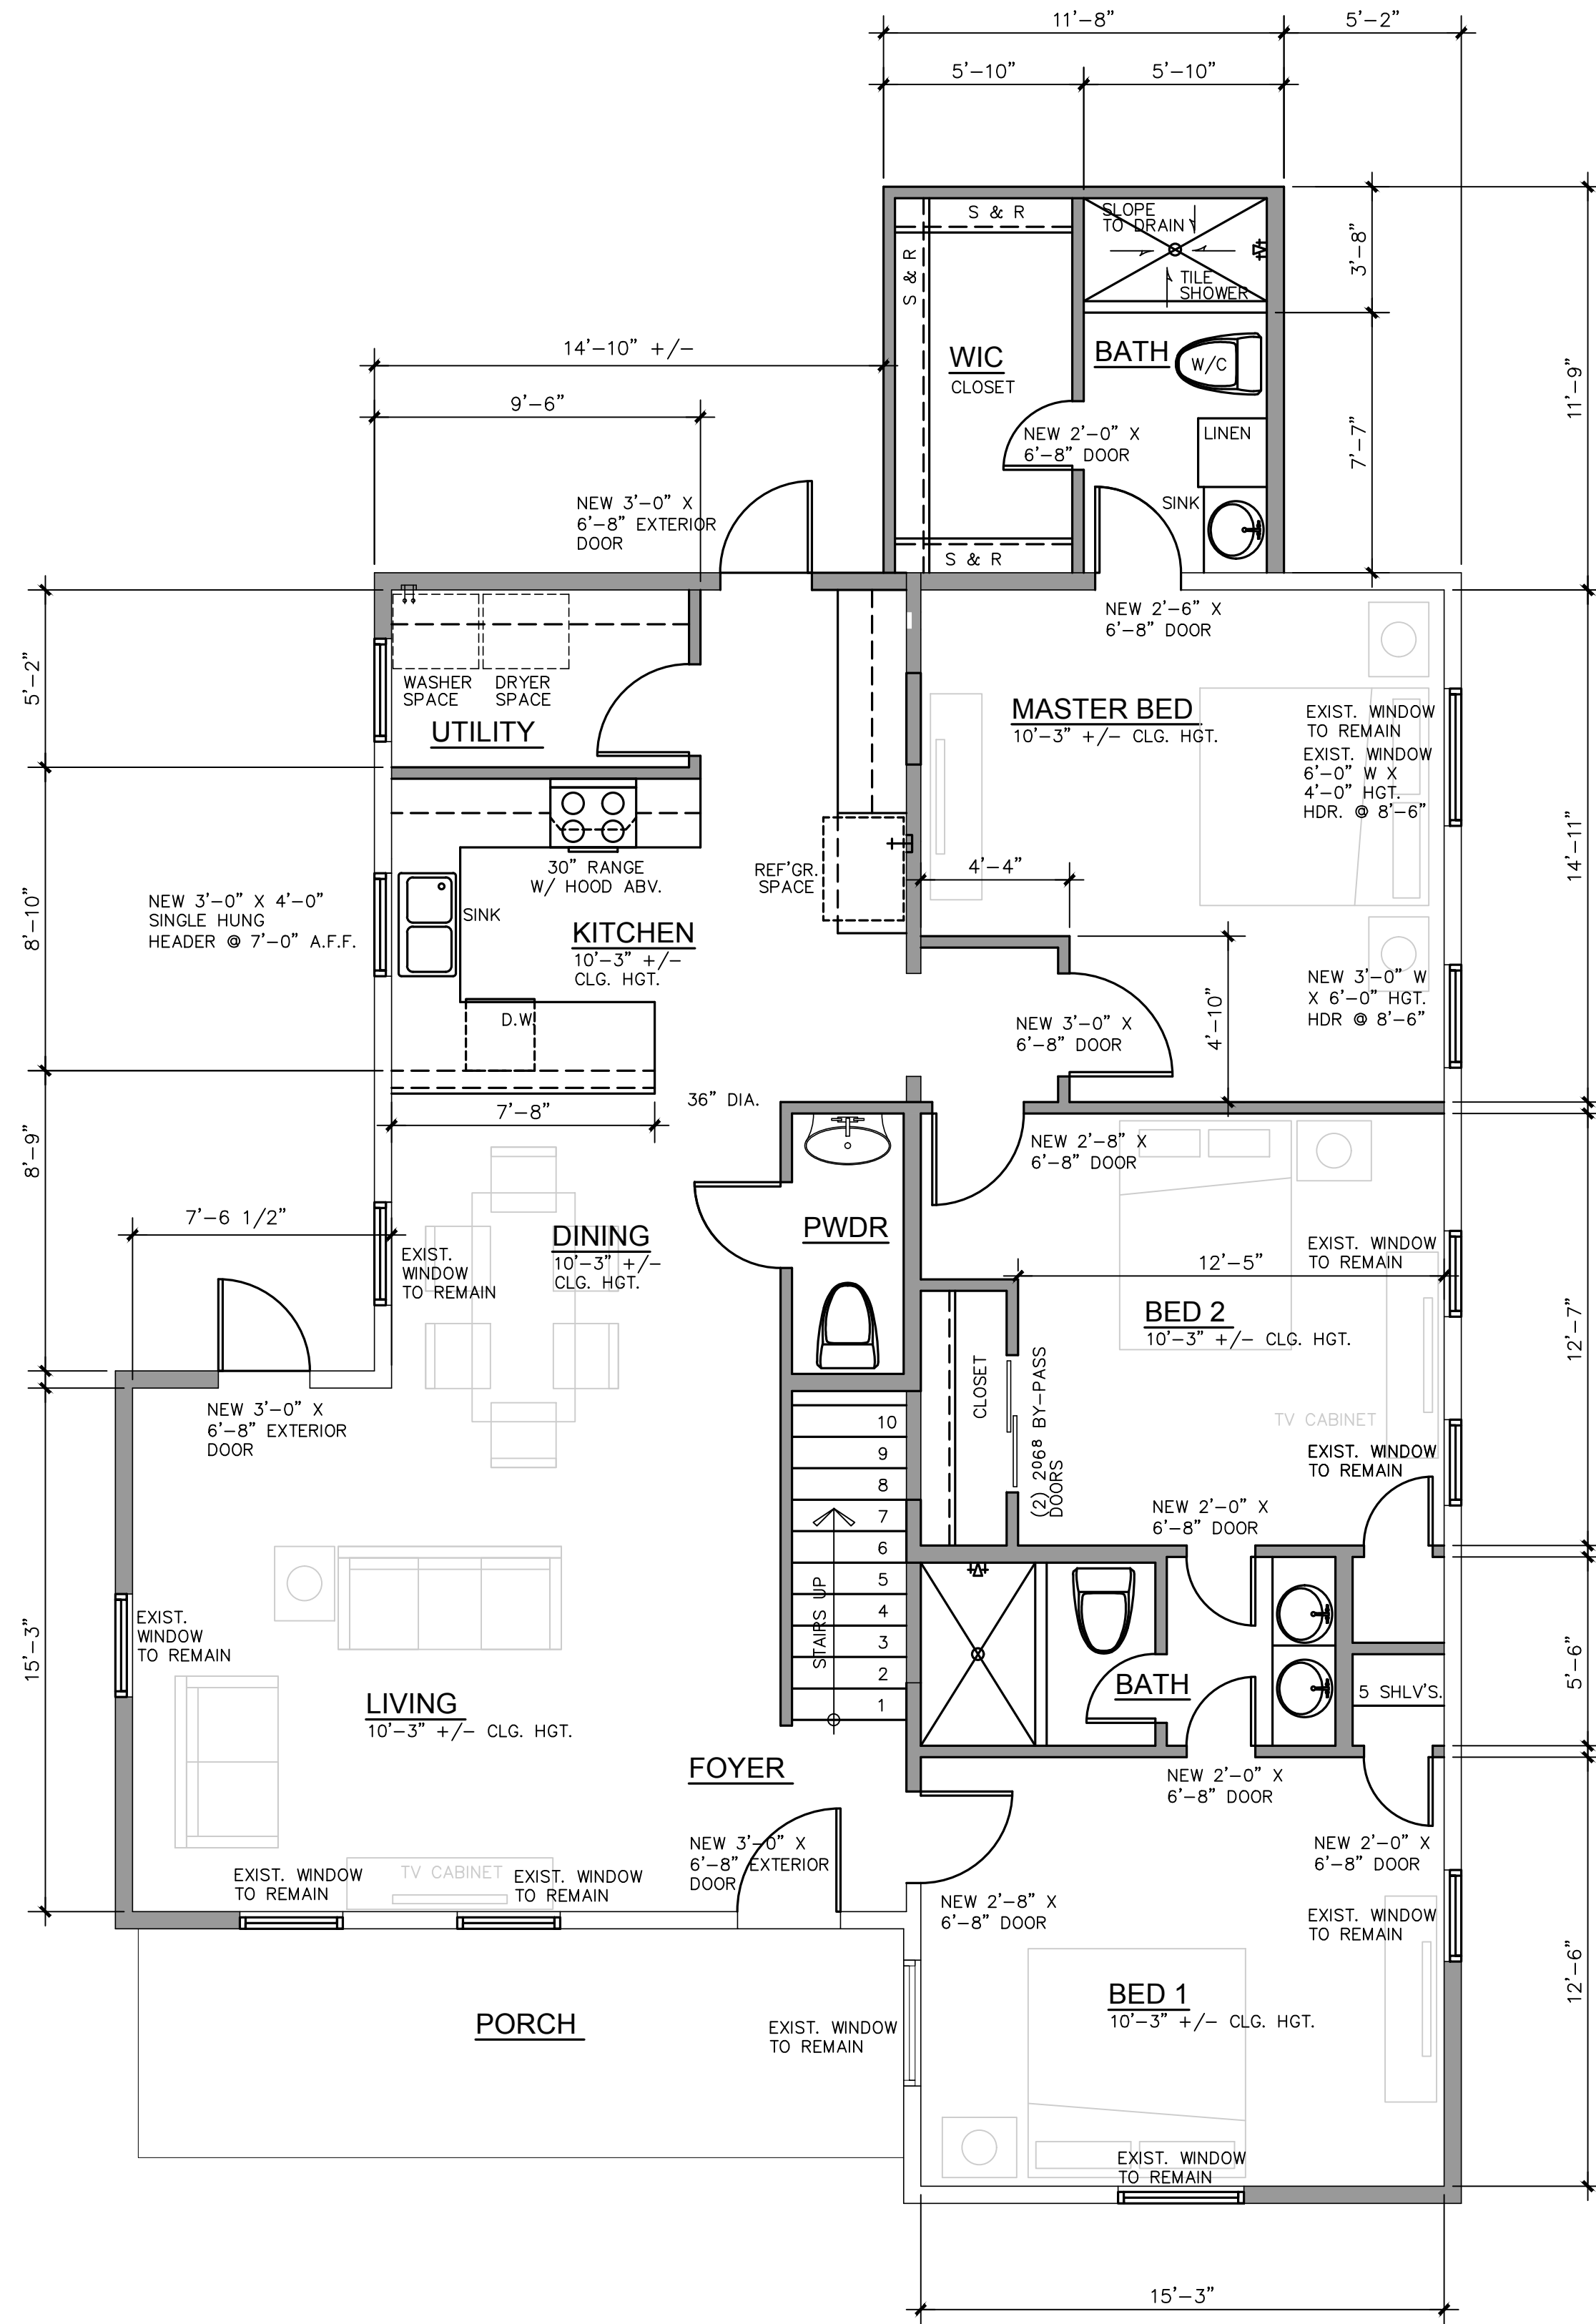 11'-8"
5'-2"
5'-10"
5'-10"
S & R
S & R
SLOPE
TO DRAIN
TILE
SHOWER
3'-8"
11'-9"
14'-10" +/-
WIC
CLOSET
BATH
W/C
9'-6"
NEW 2'-0" X
6'-8" DOOR
LINEN
7'-7"
NEW 3'-0" X
6'-8" EXTERIOR
DOOR
SINK
S & R
NEW 2'-6" X
6'-8" DOOR
5'-2"
WASHER
SPACE
DRYER
SPACE
UTILITY
MASTER BED
10'-3" +/- CLG. HGT.
EXIST. WINDOW
TO REMAIN
EXIST. WINDOW
6'-0" W X
4'-0" HGT.
HDR. @ 8'-6"
14'-11"
30" RANGE
W/ HOOD ABV.
REF'GR.
SPACE
4'-4"
8'-10"
NEW 3'-0" X 4'-0"
SINGLE HUNG
HEADER @ 7'-0" A.F.F.
SINK
KITCHEN
10'-3" +/-
CLG. HGT.
D.W.
NEW 3'-0" X
6'-8" DOOR
4'-10"
NEW 3'-0" W
X 6'-0" HGT.
HDR @ 8'-6"
36" DIA.
7'-8"
8'-9"
NEW 2'-8" X
6'-8" DOOR
7'-6 1/2"
EXIST.
WINDOW
TO REMAIN
DINING
10'-3" +/-
CLG. HGT.
PWDR
EXIST. WINDOW
TO REMAIN
12'-5"
BED 2
10'-3" +/- CLG. HGT.
12'-7"
CLOSET
(2) 2068 BY-PASS
DOORS
NEW 3'-0" X
6'-8" EXTERIOR
DOOR
TV CABINET
EXIST. WINDOW
TO REMAIN
10
9
8
7
6
5
4
3
2
1
STAIRS UP
NEW 2'-0" X
6'-8" DOOR
15'-3"
EXIST.
WINDOW
TO REMAIN
LIVING
10'-3" +/- CLG. HGT.
BATH
5 SHLV'S.
5'-6"
FOYER
NEW 2'-0" X
6'-8" DOOR
NEW 3'-0" X
6'-8" EXTERIOR
DOOR
NEW 2'-0" X
6'-8" DOOR
EXIST. WINDOW
TO REMAIN
TV CABINET
EXIST. WINDOW
TO REMAIN
NEW 2'-8" X
6'-8" DOOR
EXIST. WINDOW
TO REMAIN
12'-6"
PORCH
EXIST. WINDOW
TO REMAIN
BED 1
10'-3" +/- CLG. HGT.
EXIST. WINDOW
TO REMAIN
15'-3"